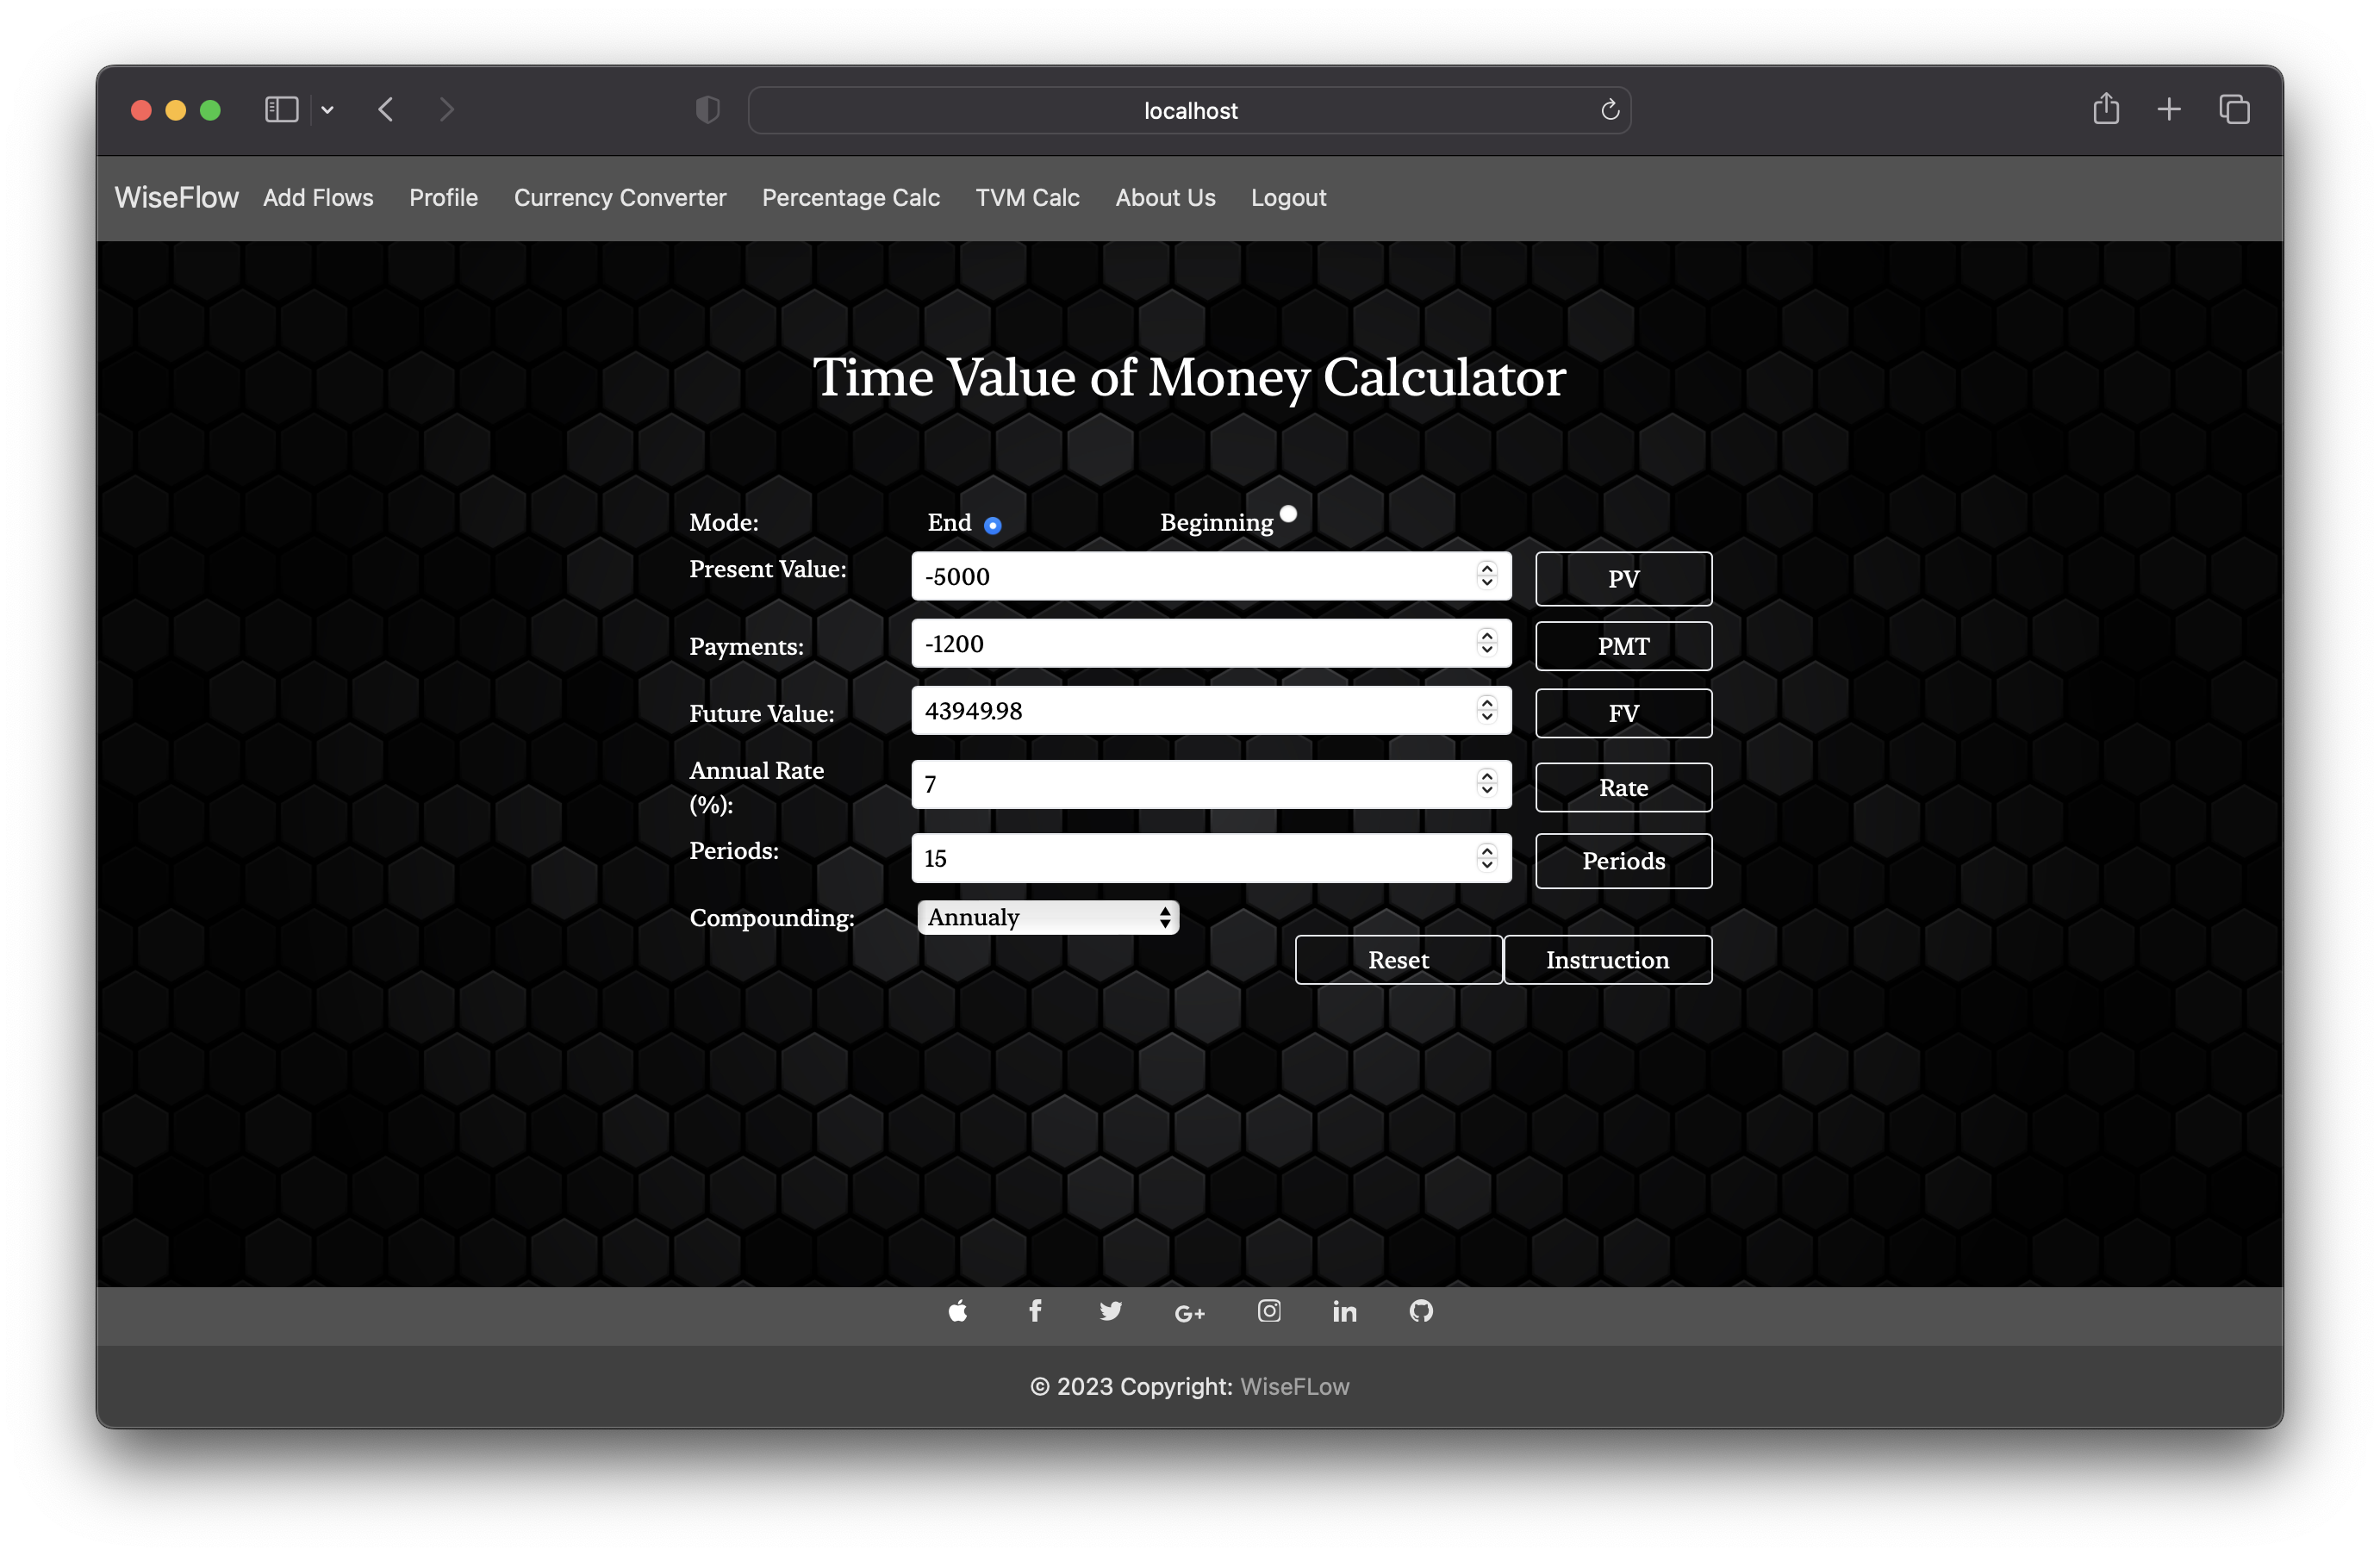 localhost
WiseFlow Add Flows Profile Currency Converter Percentage Calc TVM Calc About Us Logout
Time Value of Money Calculator
Mode: End Beginning
Present Value: -5000 PV
Payments: -1200 PMT
Future Value: 43949.98 FV
Annual Rate (%): 7 Rate
Periods: 15 Periods
Compounding: Annualy
Reset Instruction
G+ in
© 2023 Copyright: WiseFLow